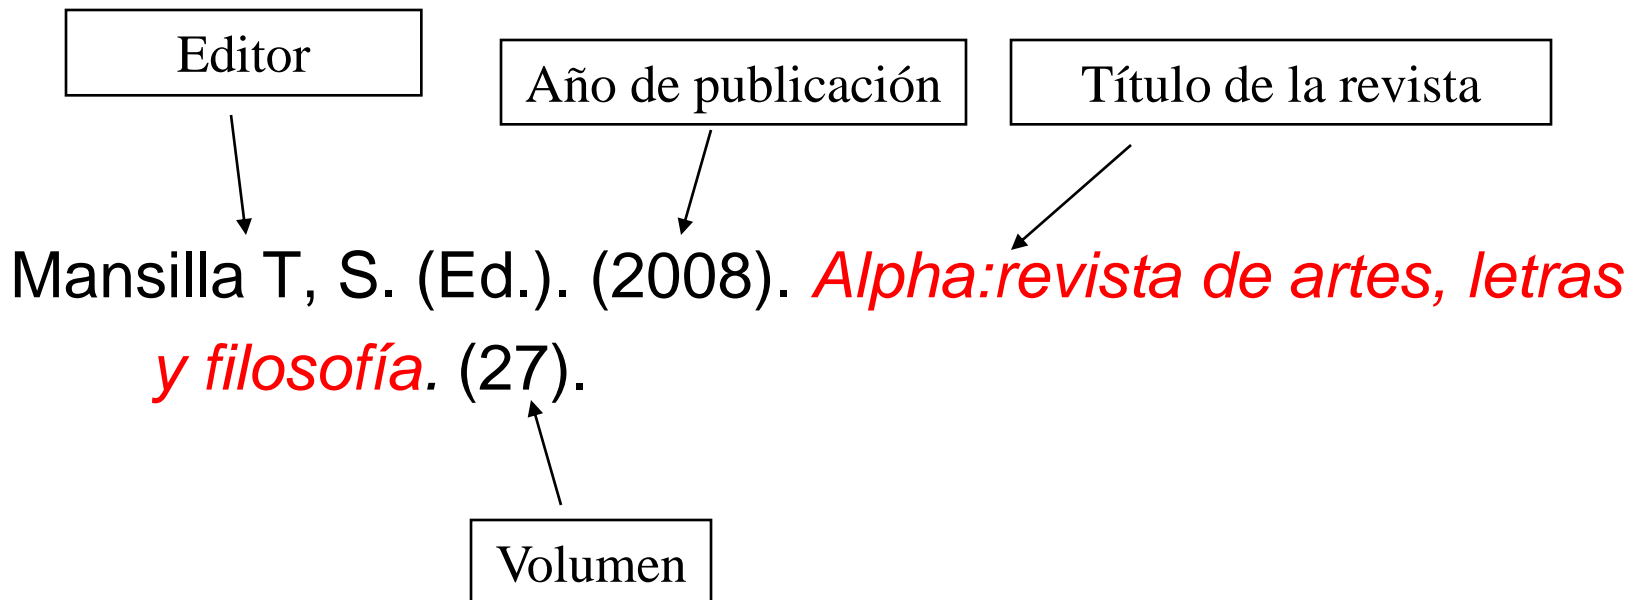 Editor
Año de publicación
Título de la revista
Mansilla T, S. (Ed.). (2008). Alpha:revista de artes, letras
y filosofía. (27).
Volumen